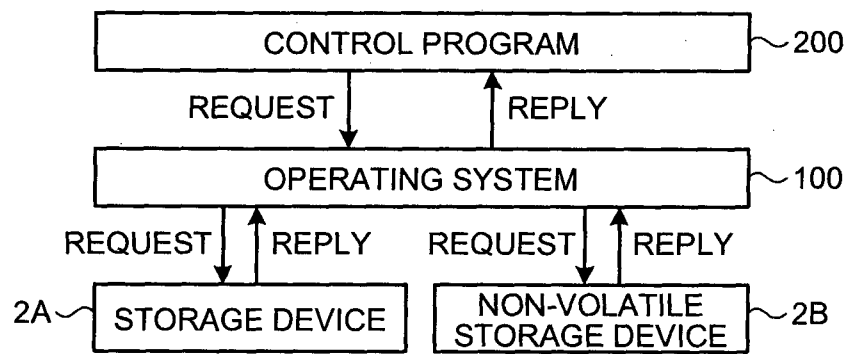 CONTROL PROGRAM 200
REQUEST REPLY
OPERATING SYSTEM 100
REQUEST REPLY REQUEST REPLY
2A STORAGE DEVICE NON-VOLATILE STORAGE DEVICE 2B